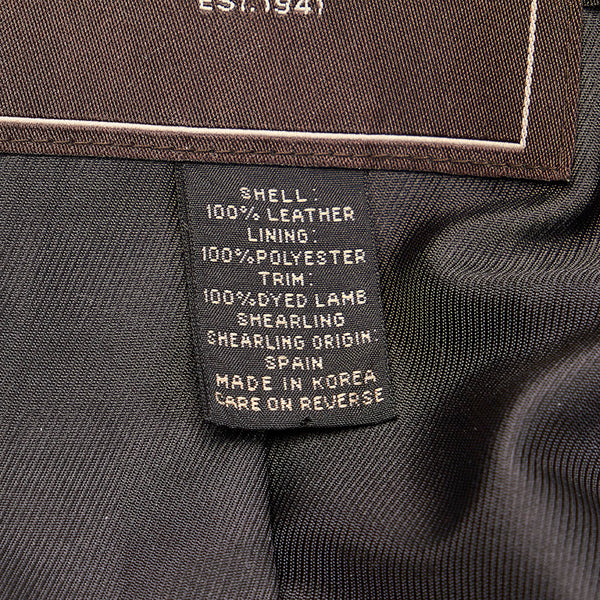 EST.1941
SHELL:
100% LEATHER
LINING:
100%POLYESTER
TRIM:
100%DYED LAMB
SHEARLING
SHEARLING ORIGIN:
SPAIN
MADE IN KOREA
CARE ON REVERSE